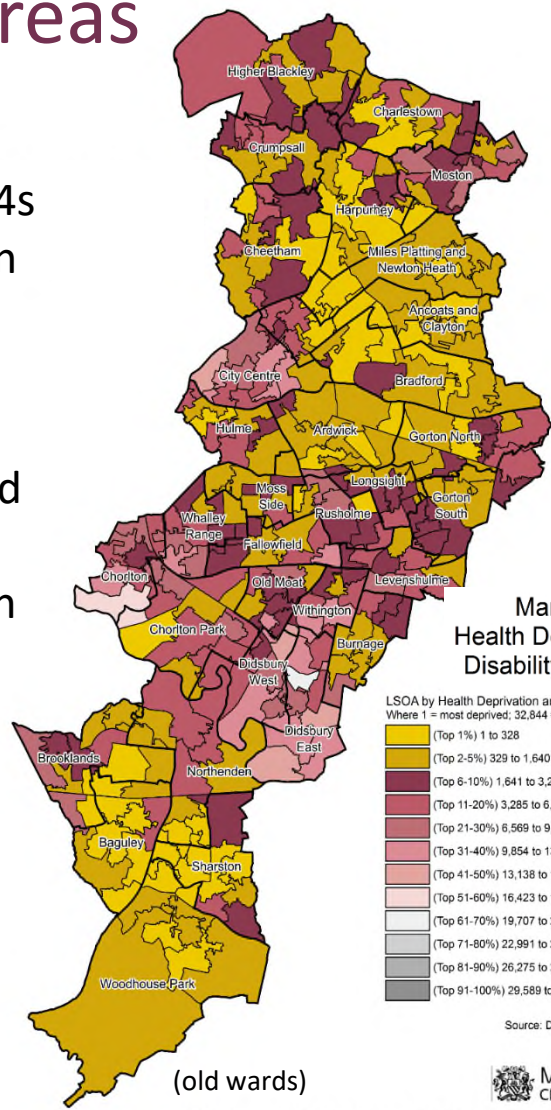 reas
4s
n
d
n
Higher Blackley
Charlestown
Crumpsall
Moston
Harpurhey
Cheetham
Miles Platting and
Newton Heath
Ancoats and
Clayton
City Centre
Bradford
Hulme
Ardwick
Gorton North
Longsight
Moss
Side
Gorton
South
Whalley
Range
Rusholme
Fallowfield
Chorlton
Old Moat
Levenshulme
Withington
Chorlton Park
Burnage
Didsbury
West
Didsbury
East
Brooklands
Northenden
Baguley
Sharston
Woodhouse Park
(old wards)
Ma
Health D
Disability
LSOA by Health Deprivation a
Where 1 = most deprived; 32,844
(Top 1%) 1 to 328
(Top 2-5%) 329 to 1,640
(Top 6-10%) 1,641 to 3,2
(Top 11-20%) 3,285 to 6,
(Top 21-30%) 6,569 to 9
(Top 31-40%) 9,854 to 1
(Top 41-50%) 13,138 to
(Top 51-60%) 16,423 to
(Top 61-70%) 19,707 to
(Top 71-80%) 22,991 to
(Top 81-90%) 26,275 to
(Top 91-100%) 29,589 to
Source: D
M